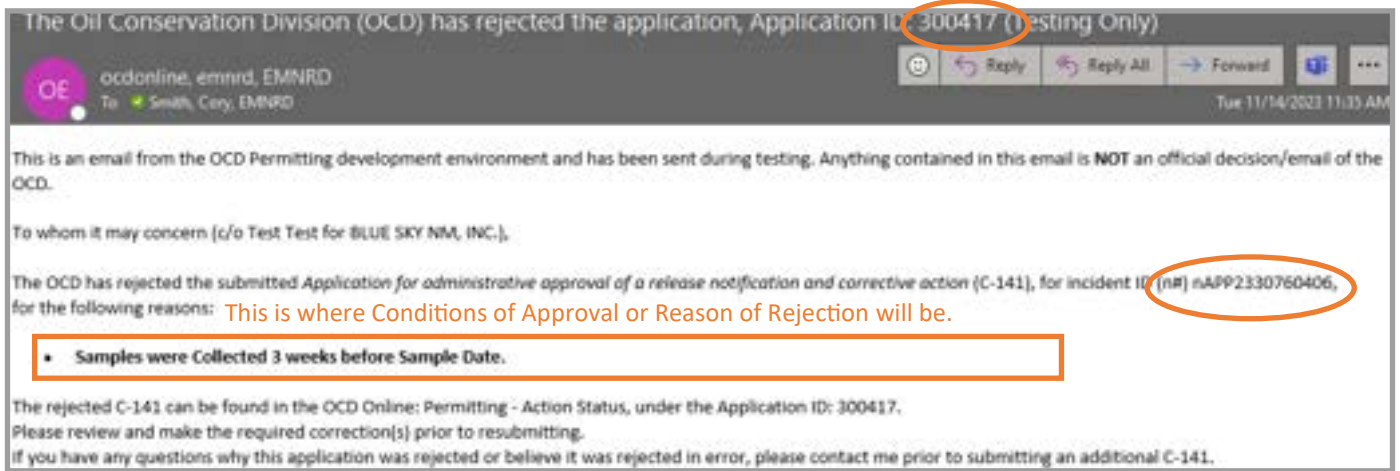 The Oil Conservation Division (OCD) has rejected the application, Application ID: 300417 (Testing Only)
OE
ocdonline, emnrd, EMNRD
To Smith, Cory, EMNRD
Reply
Reply All
Forward
Tue 11/14/2023 11:35 AM
This is an email from the OCD Permitting development environment and has been sent during testing. Anything contained in this email is NOT an official decision/email of the
OCD.
To whom it may concern (c/o Test Test for BLUE SKY NM, INC.),
The OCD has rejected the submitted Application for administrative approval of a release notification and corrective action (C-141), for incident ID (n#) nAPP2330760406,
for the following reasons: This is where Conditions of Approval or Reason of Rejection will be.
• Samples were Collected 3 weeks before Sample Date.
The rejected C-141 can be found in the OCD Online: Permitting - Action Status, under the Application ID: 300417.
Please review and make the required correction(s) prior to resubmitting.
If you have any questions why this application was rejected or believe it was rejected in error, please contact me prior to submitting an additional C-141.